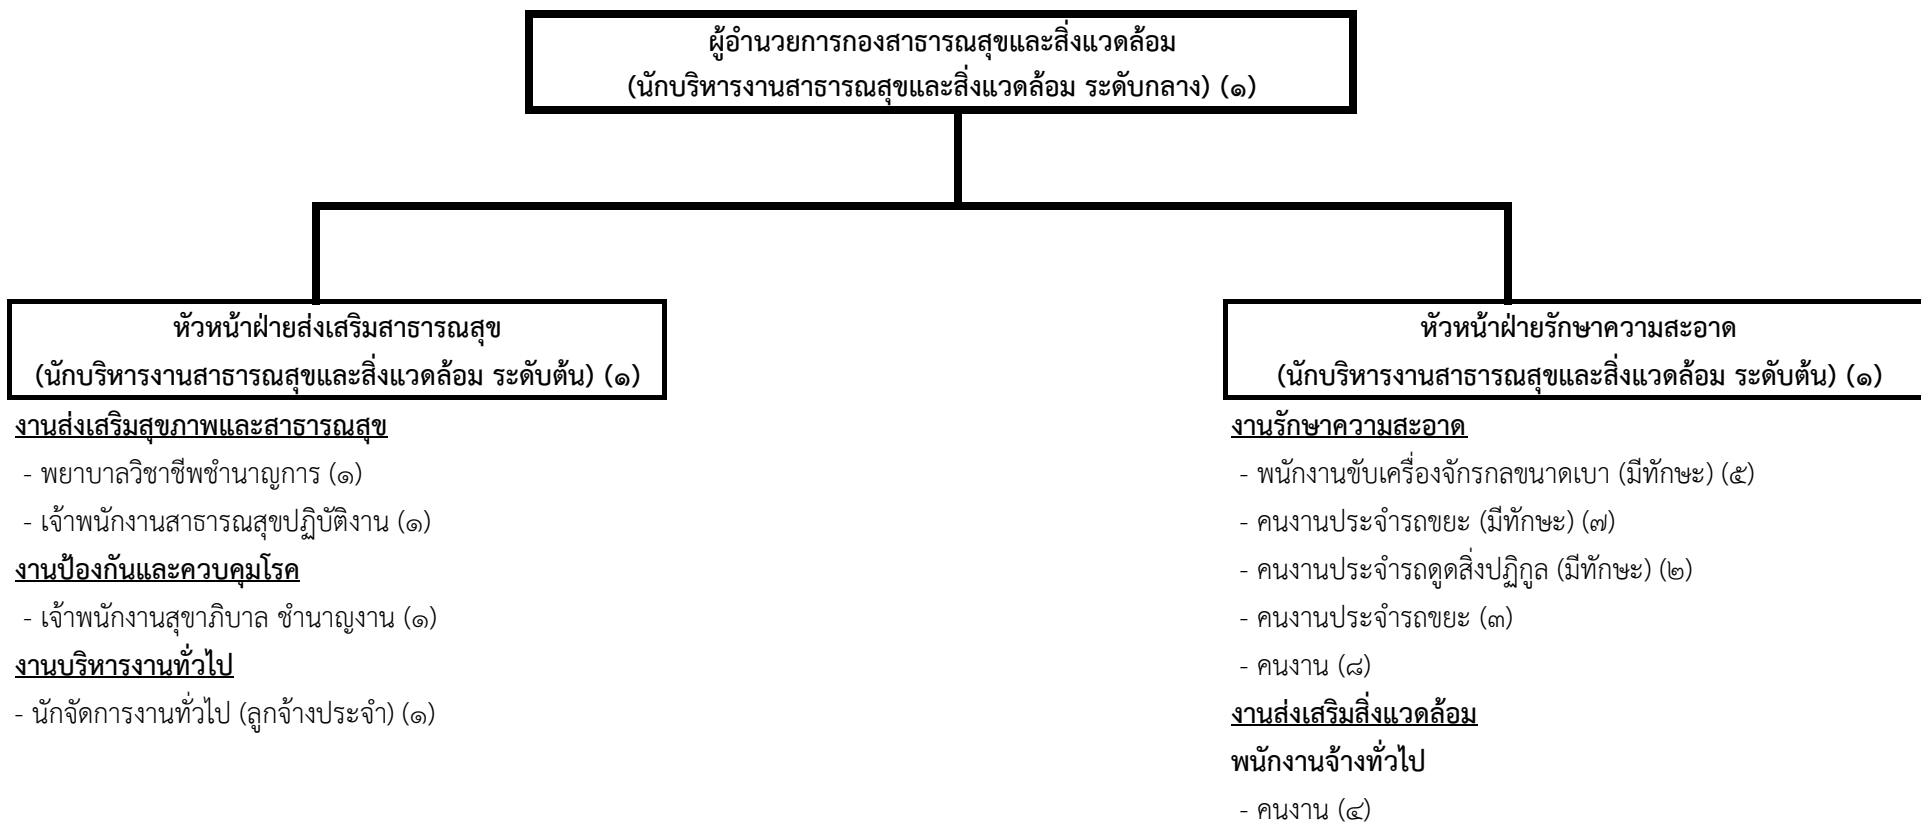 ผู้อำนวยการกองสาธารณสุขและสิ่งแวดล้อม
(นักบริหารงานสาธารณสุขและสิ่งแวดล้อม ระดับกลาง) (๑)
หัวหน้าฝ่ายส่งเสริมสาธารณสุข
(นักบริหารงานสาธารณสุขและสิ่งแวดล้อม ระดับต้น) (๑)
งานส่งเสริมสุขภาพและสาธารณสุข
- พยาบาลวิชาชีพชำนาญการ (๑)
- เจ้าพนักงานสาธารณสุขปฏิบัติงาน (๑)
งานป้องกันและควบคุมโรค
- เจ้าพนักงานสุขาภิบาล ชำนาญงาน (๑)
งานบริหารงานทั่วไป
- นักจัดการงานทั่วไป (ลูกจ้างประจำ) (๑)
หัวหน้าฝ่ายรักษาความสะอาด
(นักบริหารงานสาธารณสุขและสิ่งแวดล้อม ระดับต้น) (๑)
งานรักษาความสะอาด
- พนักงานขับเครื่องจักรกลขนาดเบา (มีทักษะ) (๕)
- คนงานประจำรถขยะ (มีทักษะ) (๗)
- คนงานประจำรถดูดสิ่งปฏิกูล (มีทักษะ) (๒)
- คนงานประจำรถขยะ (๓)
- คนงาน (๘)
งานส่งเสริมสิ่งแวดล้อม
พนักงานจ้างทั่วไป
- คนงาน (๔)